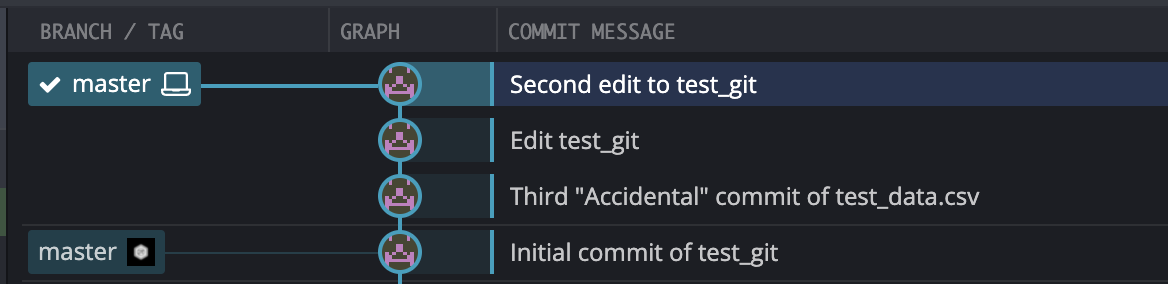 BRANCH / TAG GRAPH COMMIT MESSAGE
master Second edit to test_git
Edit test_git
Third "Accidental" commit of test_data.csv
master Initial commit of test_git